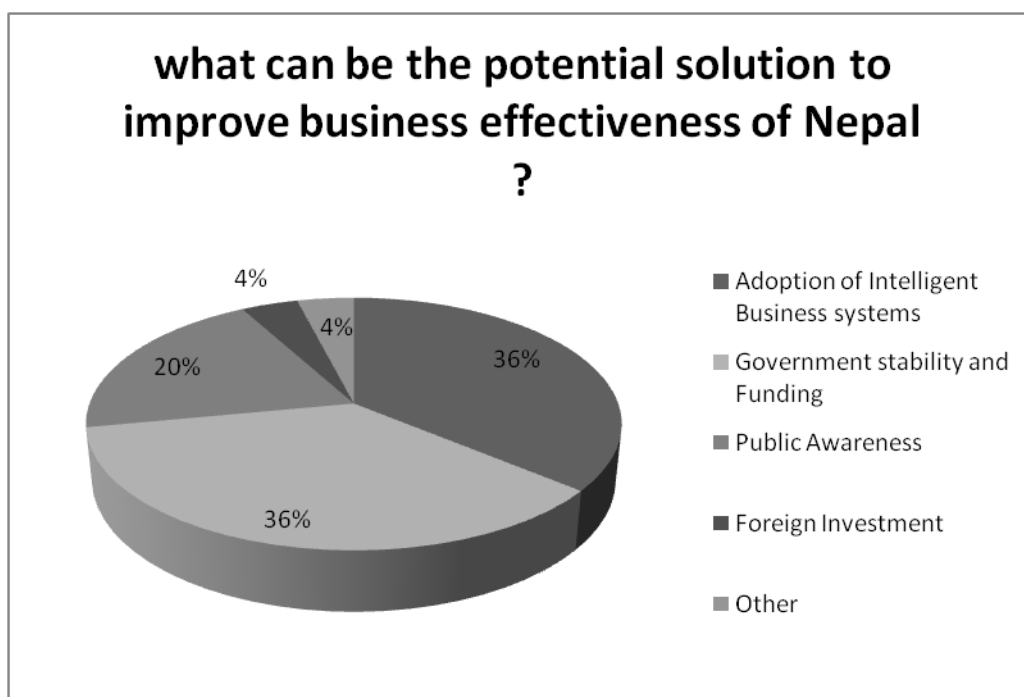 what can be the potential solution to
improve business effectiveness of Nepal
?
4%
4%
36%
20%
36%
Adoption of Intelligent
Business systems
Government stability and
Funding
Public Awareness
Foreign Investment
Other